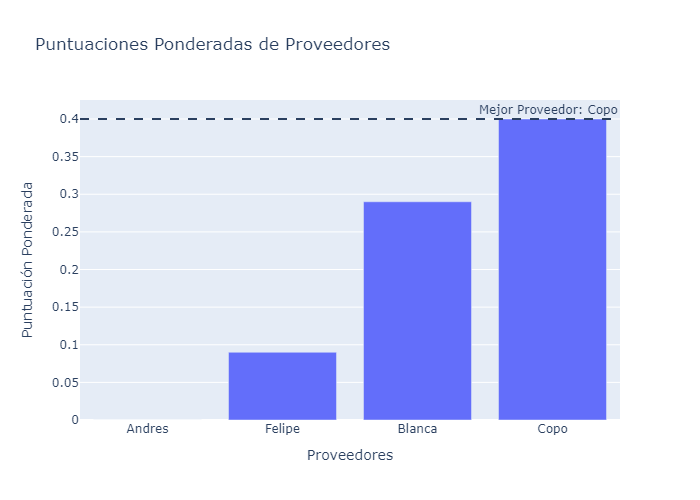 Puntuaciones Ponderadas de Proveedores
Mejor Proveedor: Copo
0.4
0.35
0.3
0.25
0.2
0.15
0.1
0.05
0
Puntuación Ponderada
Andres
Felipe
Blanca
Copo
Proveedores